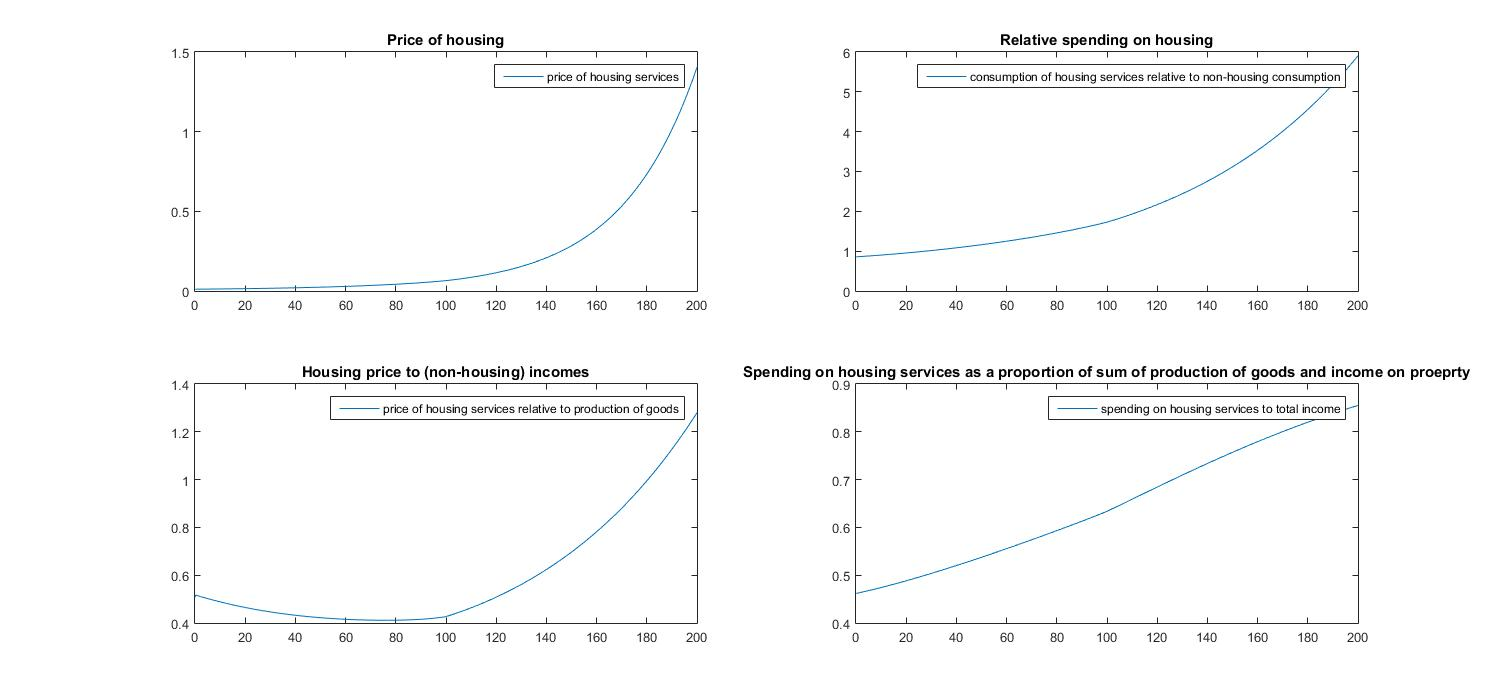 Price of housing
1.5
1
0.5
0
price of housing services
0 20 40 60 80 100 120 140 160 180 200
Relative spending on housing
6
5
4
3
2
1
0
consumption of housing services relative to non-housing consumption
0 20 40 60 80 100 120 140 160 180 200
Housing price to (non-housing) incomes
1.4
1.2
1
0.8
0.6
0.4
price of housing services relative to production of goods
0 20 40 60 80 100 120 140 160 180 200
Spending on housing services as a proportion of sum of production of goods and income on proeprty
0.9
0.8
0.7
0.6
0.5
0.4
spending on housing services to total income
0 20 40 60 80 100 120 140 160 180 200